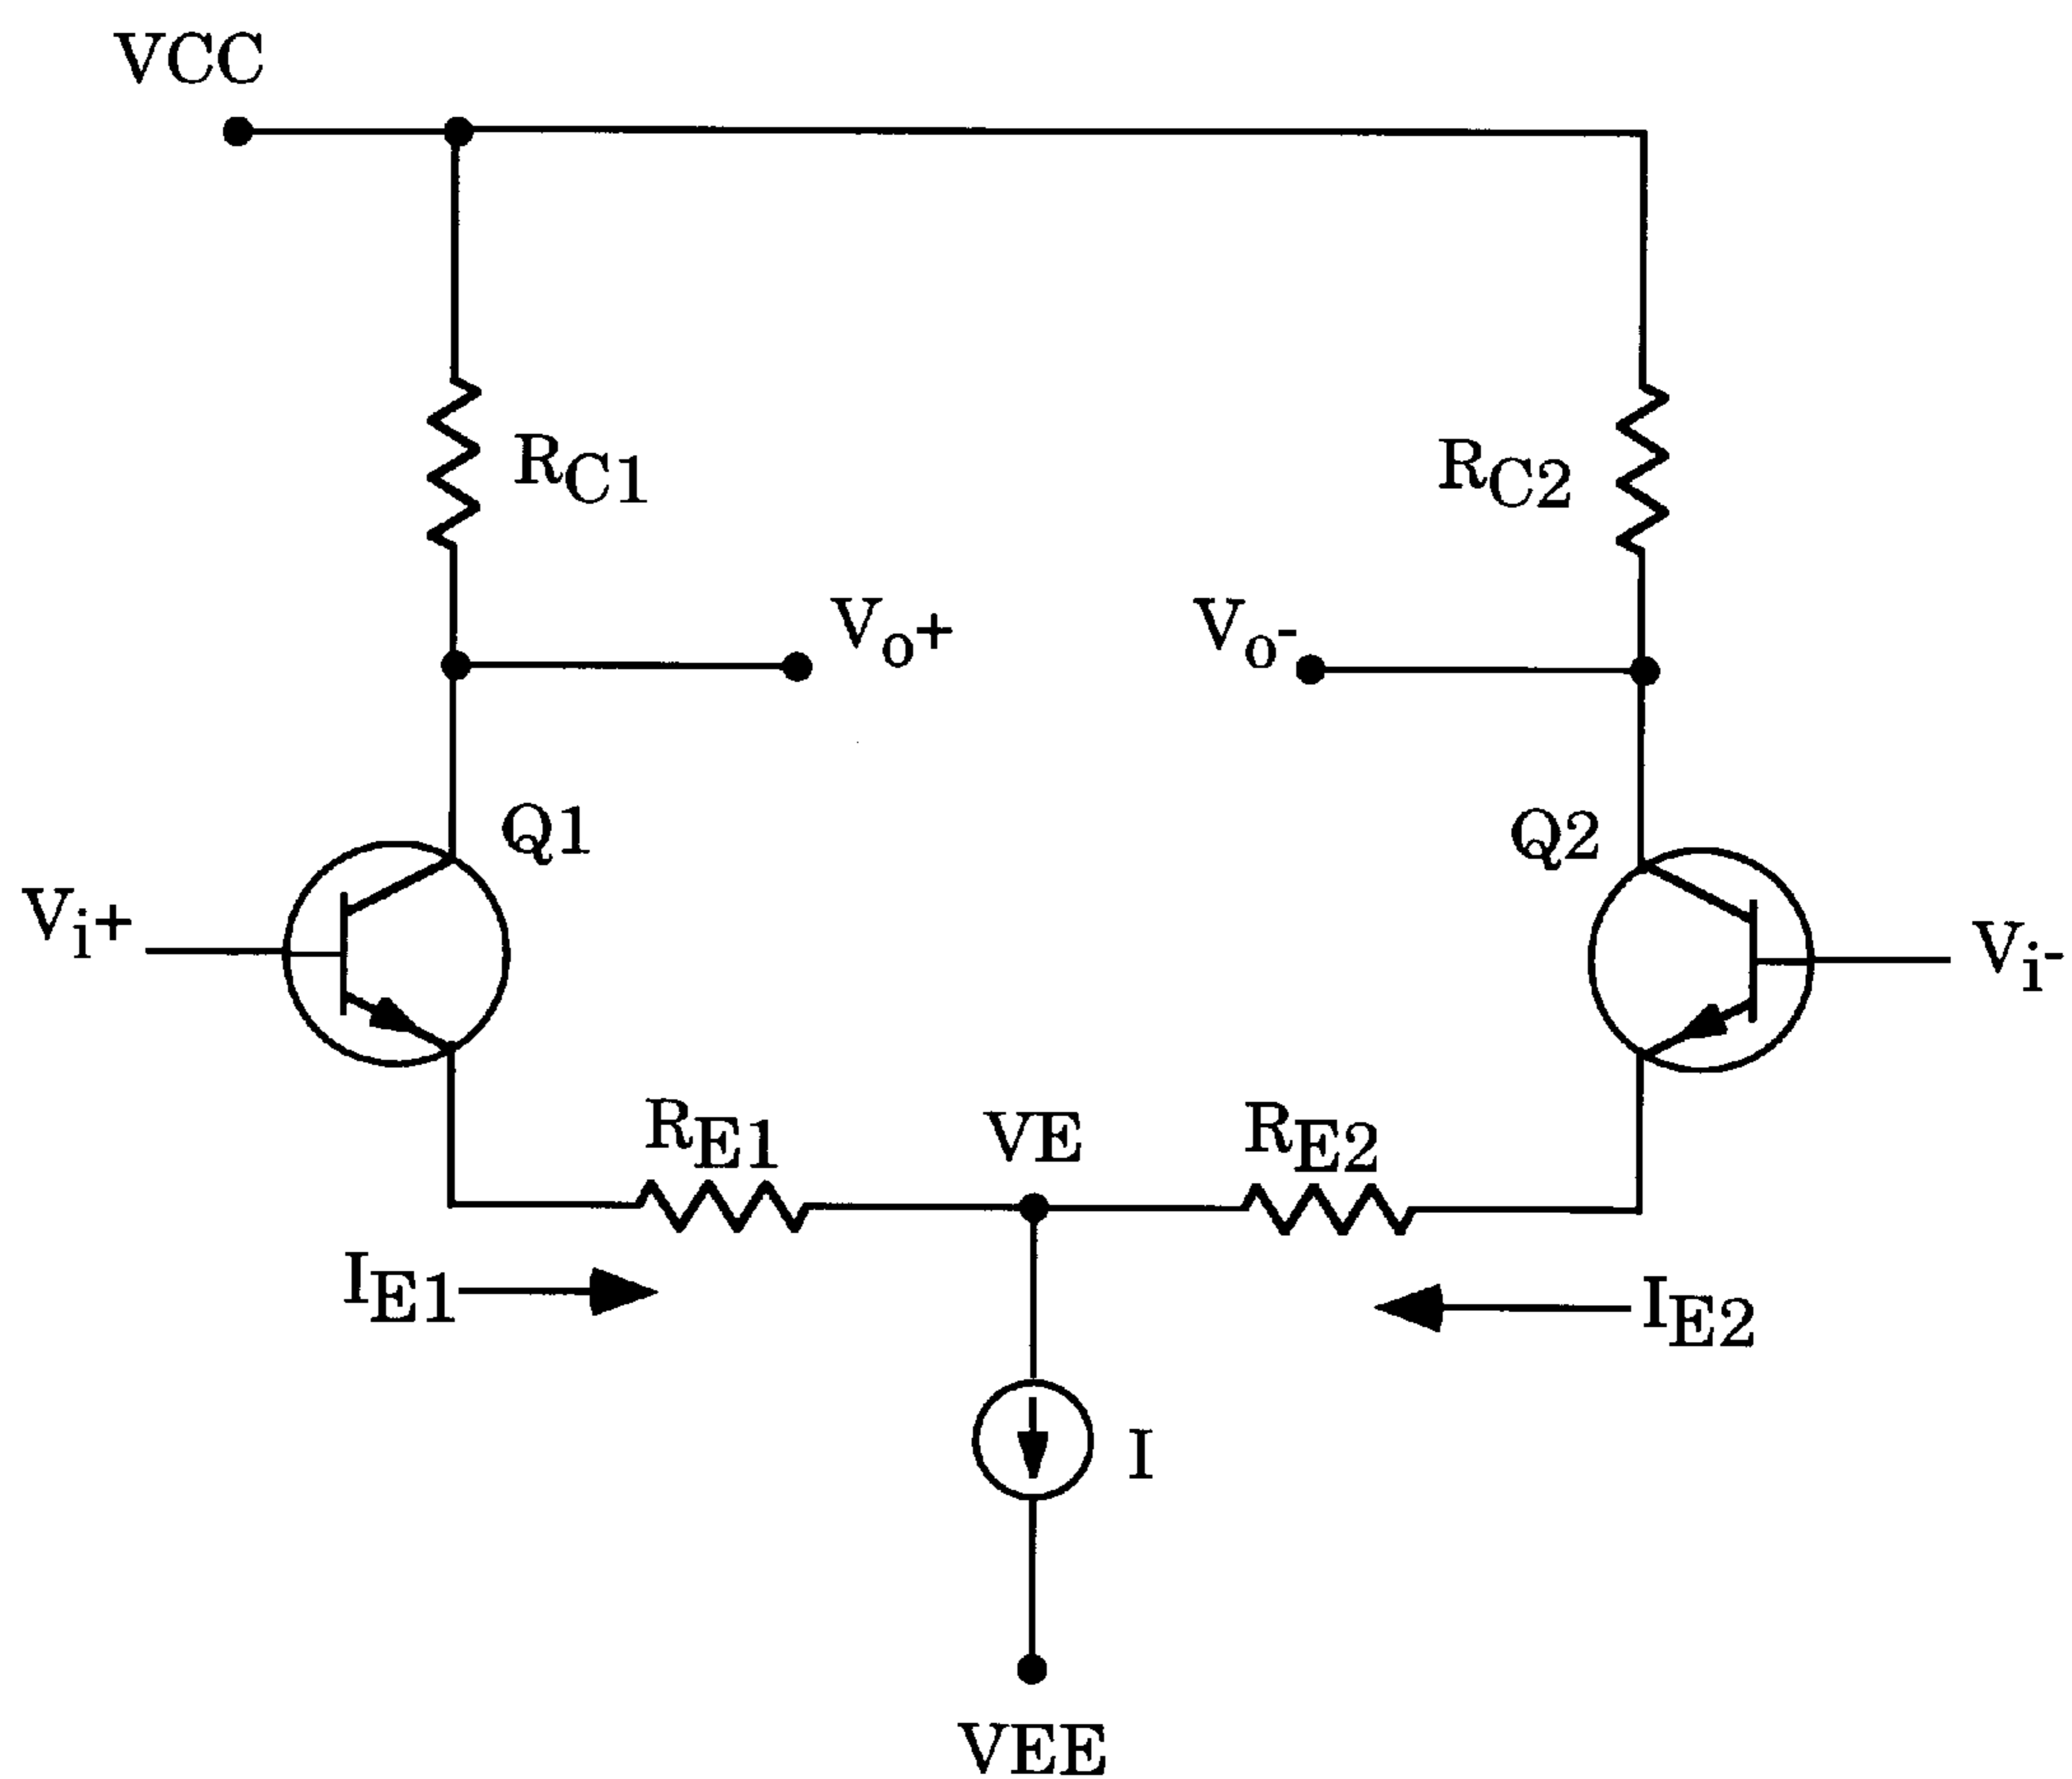 VCC
RC1
RC2
Vo+
Vo-
Q1
Q2
Vi+
Vi-
RE1
VE
RE2
IE1
IE2
I
VEE